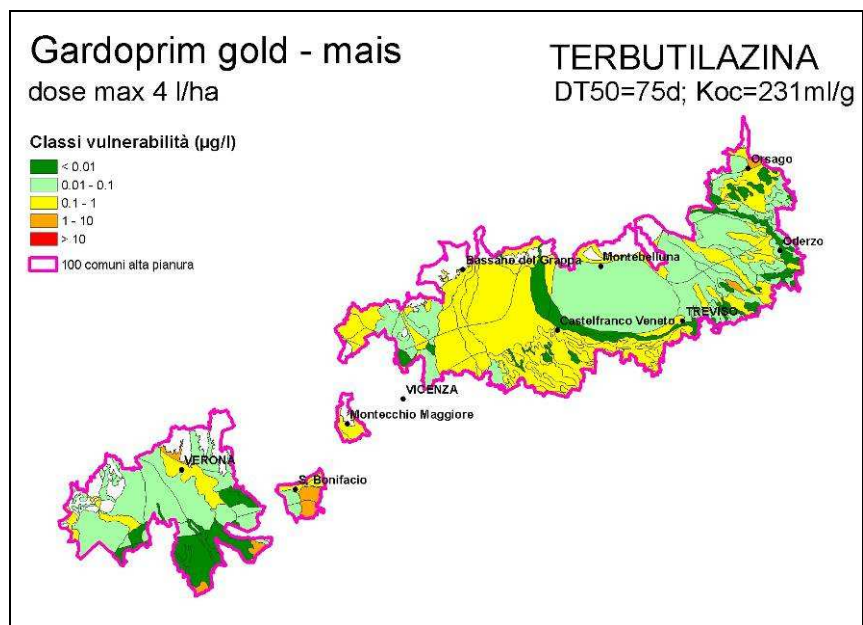 Gardoprim gold - mais
dose max 4 l/ha
TERBUTILAZINA
DT50=75d; Koc=231ml/g
Classi vulnerabilità (µg/l)
< 0.01
0.01 - 0.1
0.1 - 1
1 - 10
> 10
100 comuni alta pianura
Orsago
Oderzo
Bassano del Grappa
Montebelluna
Castelfranco Veneto
TREVISO
VICENZA
Montecchio Maggiore
VERONA
S. Bonifacio